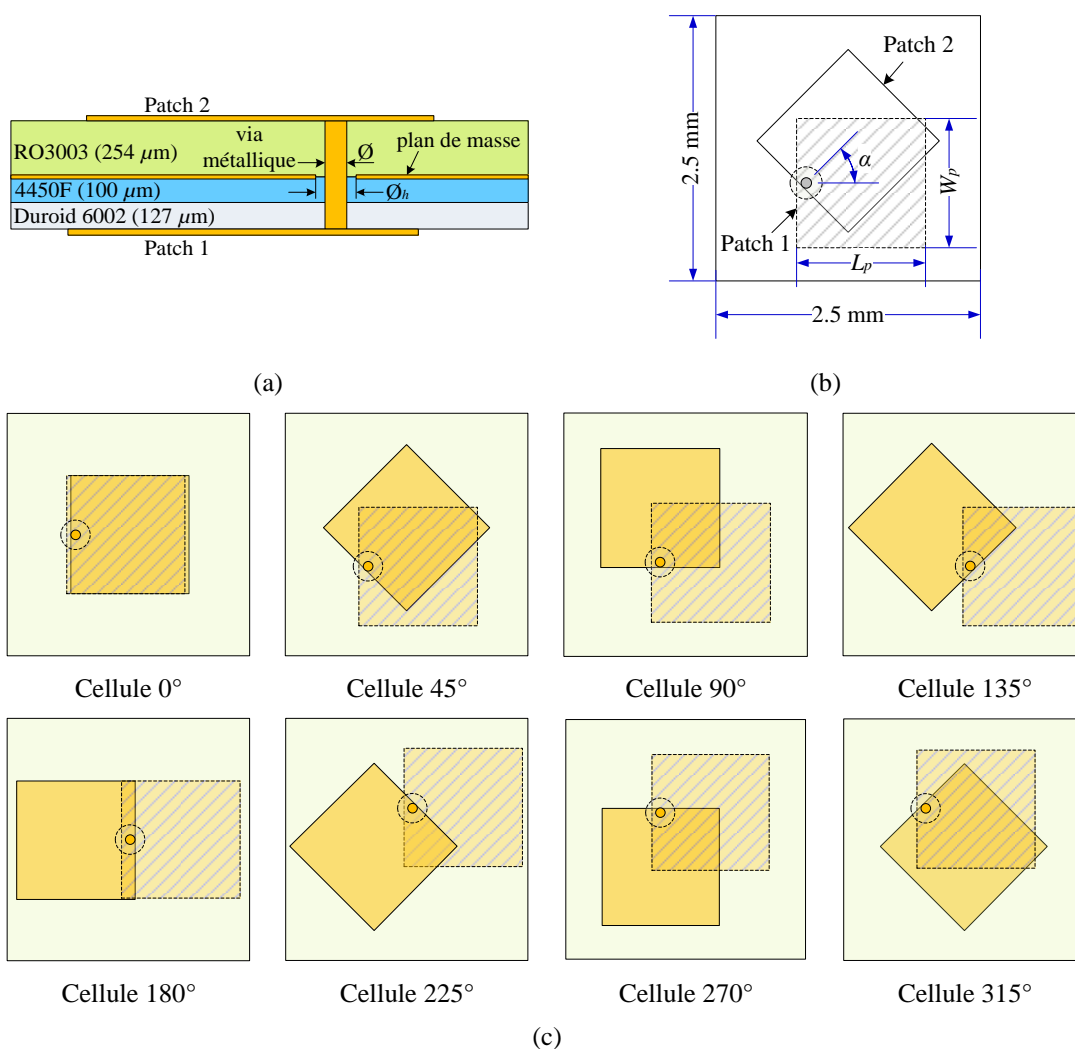 Patch 2
RO3003 (254 µm)
via
métallique
Ø
plan de masse
4450F (100 µm)
Øh
Duroid 6002 (127 µm)
Patch 1
(a)
Patch 2
2.5 mm
α
Wp
Patch 1
Lp
2.5 mm
(b)
Cellule 0°
Cellule 45°
Cellule 90°
Cellule 135°
Cellule 180°
Cellule 225°
Cellule 270°
Cellule 315°
(c)